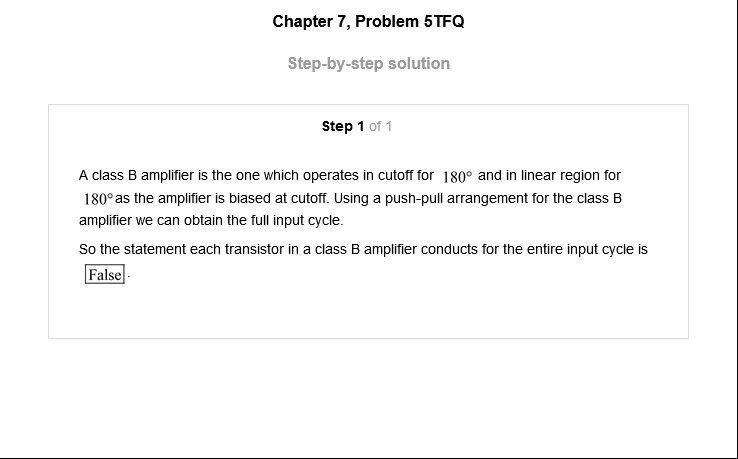 Chapter 7, Problem 5TFQ
Step-by-step solution
Step 1 of 1
A class B amplifier is the one which operates in cutoff for 180° and in linear region for
180° as the amplifier is biased at cutoff. Using a push-pull arrangement for the class B
amplifier we can obtain the full input cycle.
So the statement each transistor in a class B amplifier conducts for the entire input cycle is
False.